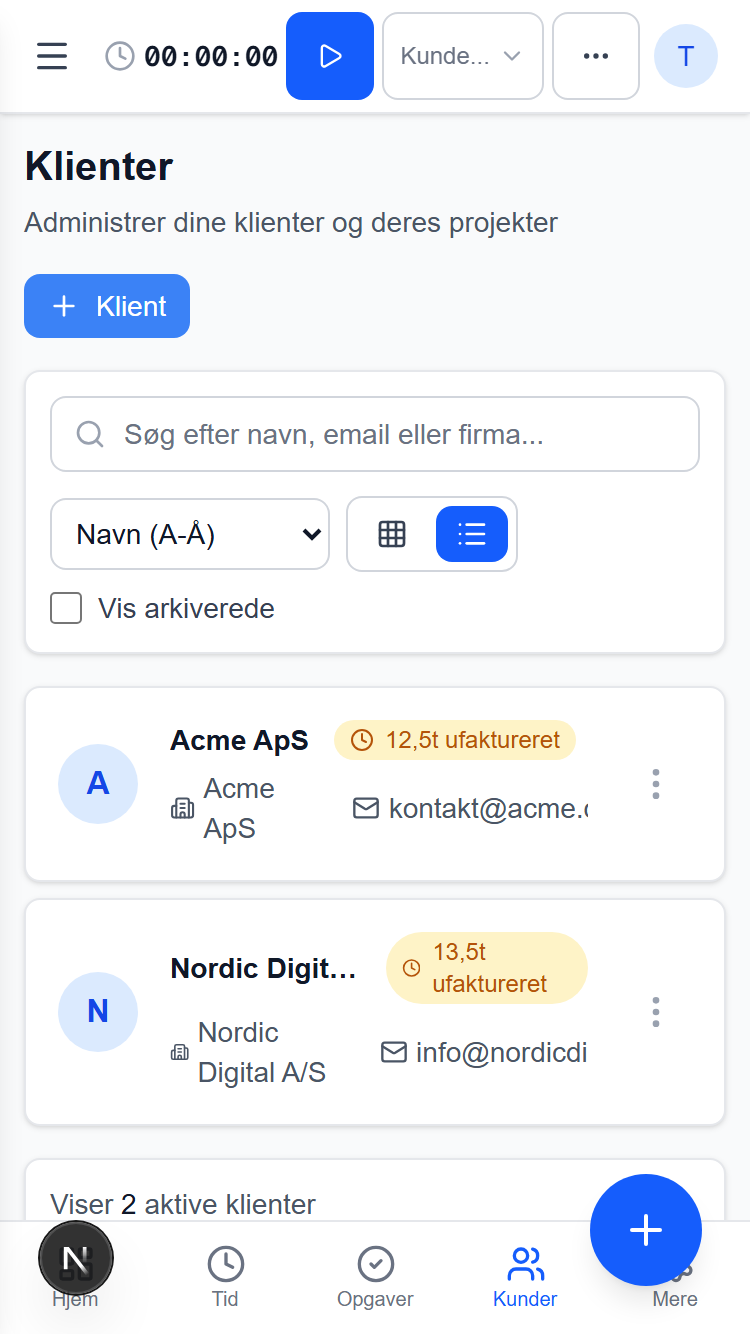 00:00:00
Kunde...
T
Klienter
Administrer dine klienter og deres projekter
Klient
Søg efter navn, email eller firma...
Navn (A-Å)
Vis arkiverede
A
Acme ApS
12,5t ufaktureret
Acme
ApS
kontakt@acme.
N
Nordic Digit...
13,5t
ufaktureret
Nordic
Digital A/S
info@nordicdi
Viser 2 aktive klienter
N
Hjem
Tid
Opgaver
Kunder
Mere